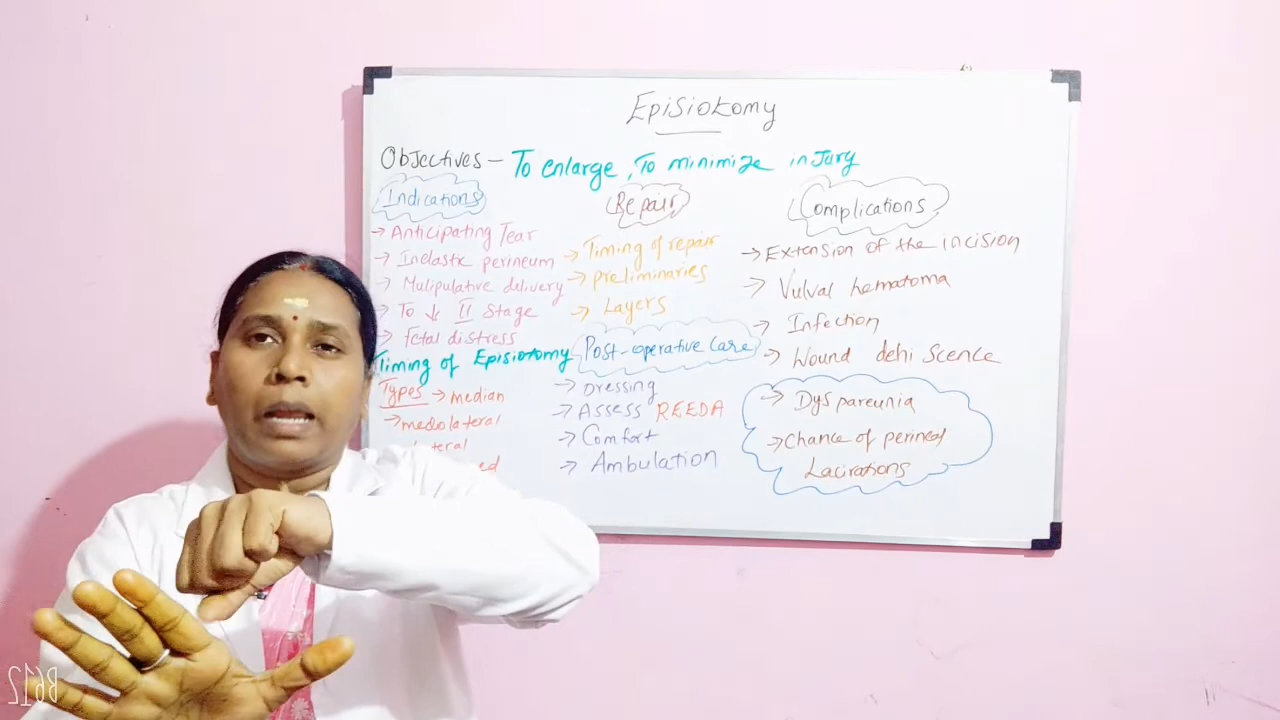 Episiotomy
Objectives - To enlarge, To minimize injury
Indications
→ Anticipating Tear
→ Inelastic perineum
→ Mulipulative delivery
→ To ↓ II Stage
→ Fetal distress
Timing of Episiotomy
Types → median
→ mediolateral
Repair
→ Timing of repair
→ preliminaries
→ Layers
Post-operative Care
→ Dressing
→ Assess REEDA
→ Comfort
→ Ambulation
Complications
→ Extension of the incision
→ Vulval hematoma
→ Infection
→ Wound dehi scence
→ Dyspareunia
→ Chance of perineal
Lacirations
B612